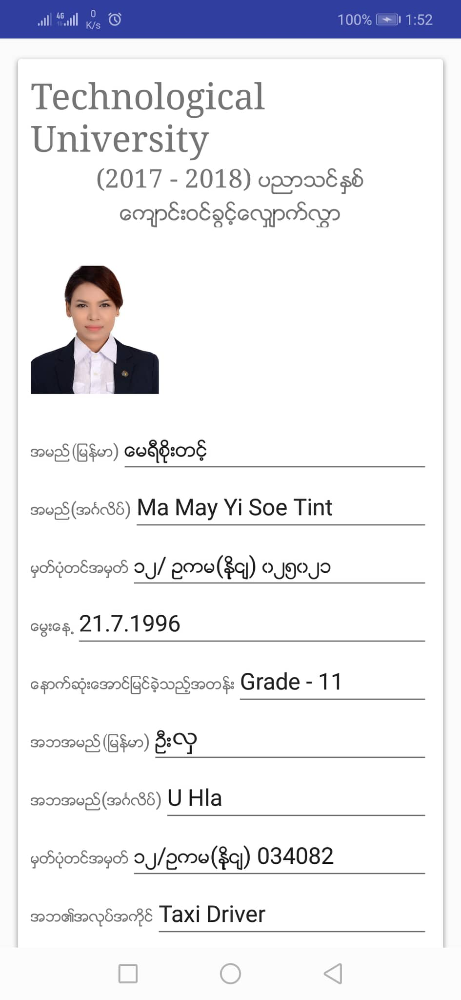 4G 0 K/s 100% 1:52
Technological
University
(2017 - 2018) ပညာသင်နှစ်
ကျောင်းဝင်ခွင့်လျှောက်လွှာ
အမည်(မြန်မာ) မေရီစိုးတင့်
အမည်(အင်္ဂလိပ်) Ma May Yi Soe Tint
မှတ်ပုံတင်အမှတ် ၁၂/ ဥကမ(နိုငျ) ၀၂၅၀၂၁
မွေးနေ့ 21.7.1996
နောက်ဆုံးအောင်မြင်ခဲ့သည့်အတန်း Grade - 11
အဘအမည်(မြန်မာ) ဦးလှ
အဘအမည်(အင်္ဂလိပ်) U Hla
မှတ်ပုံတင်အမှတ် ၁၂/ဥကမ(နိုငျ) 034082
အဘ၏အလုပ်အကိုင် Taxi Driver